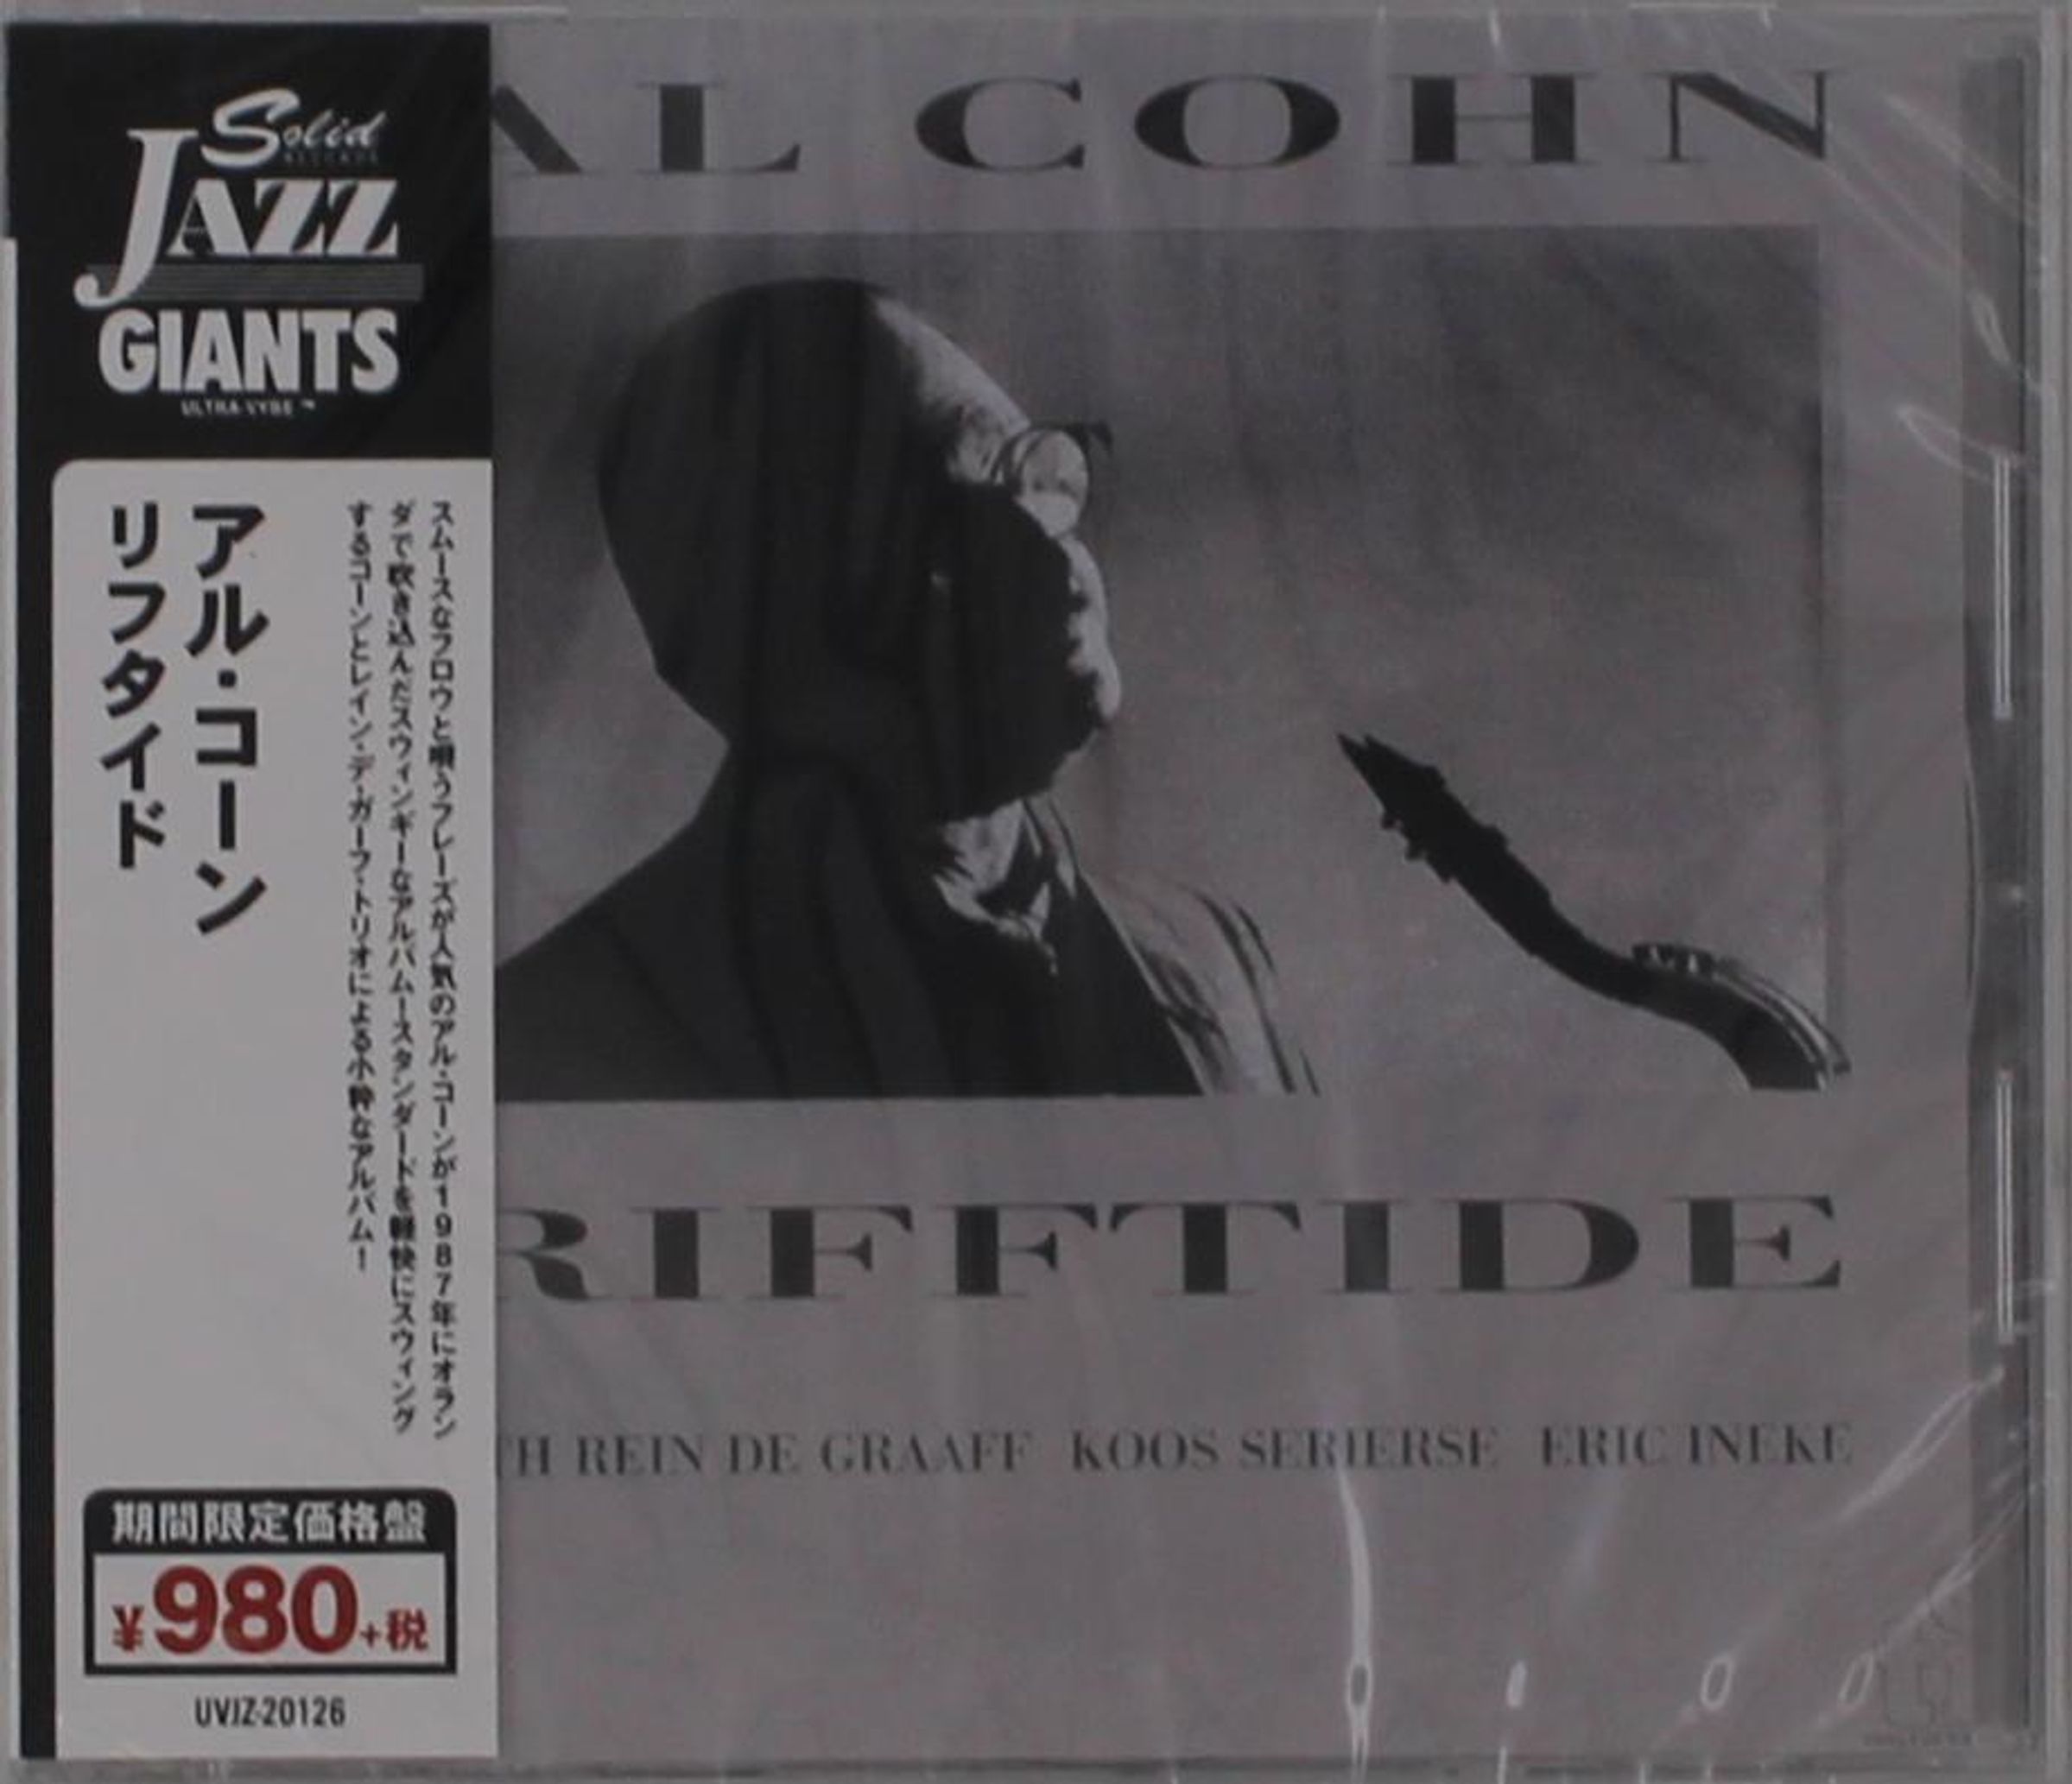 Solid
RECORDS
JAZZ
GIANTS
ULTRA-VYBE ™
アル・コーン
リフタイド
スムースなフロウと唄うフレーズが人気のアル・コーンが1987年にオラン
ダで吹き込んだスウィンギーなアルバム!スタンダードを軽快にスウィング
するコーンとレイン・デ・ガーフ・トリオによる小粋なアルバム!
期間限定価格盤
¥980+税
UVJZ-20126
AL COHN
RIFFTIDE
TH REIN DE GRAAFF KOOS SERIERSE ERIC INEKE